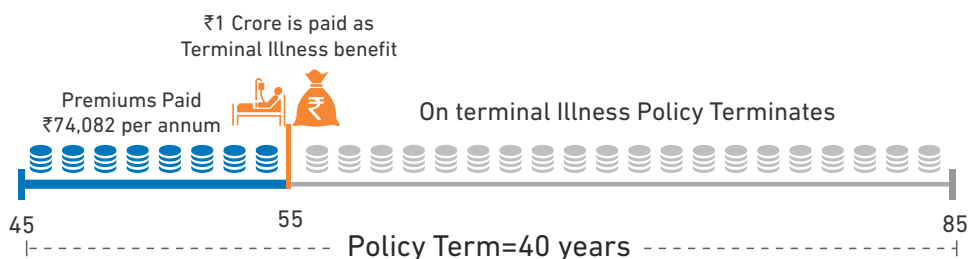 ₹1 Crore is paid as
Terminal Illness benefit
Premiums Paid
₹74,082 per annum
₹
On terminal Illness Policy Terminates
45
55
85
Policy Term=40 years